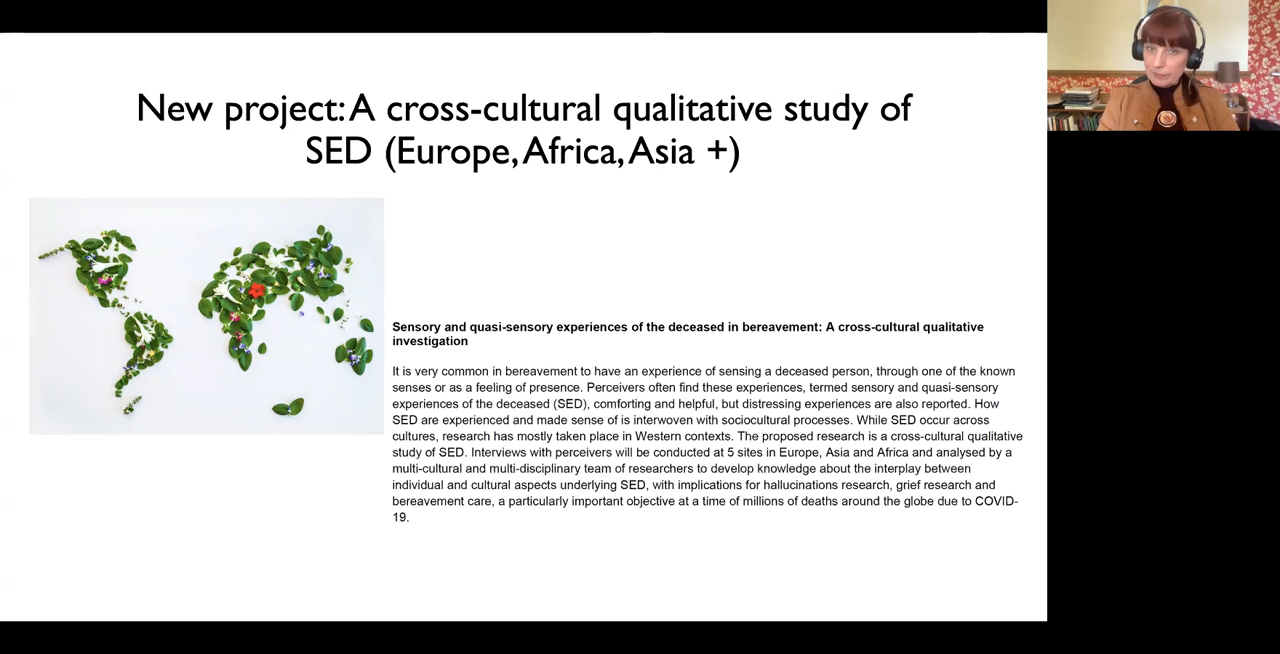 New project: A cross-cultural qualitative study of
SED (Europe, Africa, Asia +)
Sensory and quasi-sensory experiences of the deceased in bereavement: A cross-cultural qualitative
investigation
It is very common in bereavement to have an experience of sensing a deceased person, through one of the known
senses or as a feeling of presence. Perceivers often find these experiences, termed sensory and quasi-sensory
experiences of the deceased (SED), comforting and helpful, but distressing experiences are also reported. How
SED are experienced and made sense of is interwoven with sociocultural processes. While SED occur across
cultures, research has mostly taken place in Western contexts. The proposed research is a cross-cultural qualitative
study of SED. Interviews with perceivers will be conducted at 5 sites in Europe, Asia and Africa and analysed by a
multi-cultural and multi-disciplinary team of researchers to develop knowledge about the interplay between
individual and cultural aspects underlying SED, with implications for hallucinations research, grief research and
bereavement care, a particularly important objective at a time of millions of deaths around the globe due to COVID-
19.